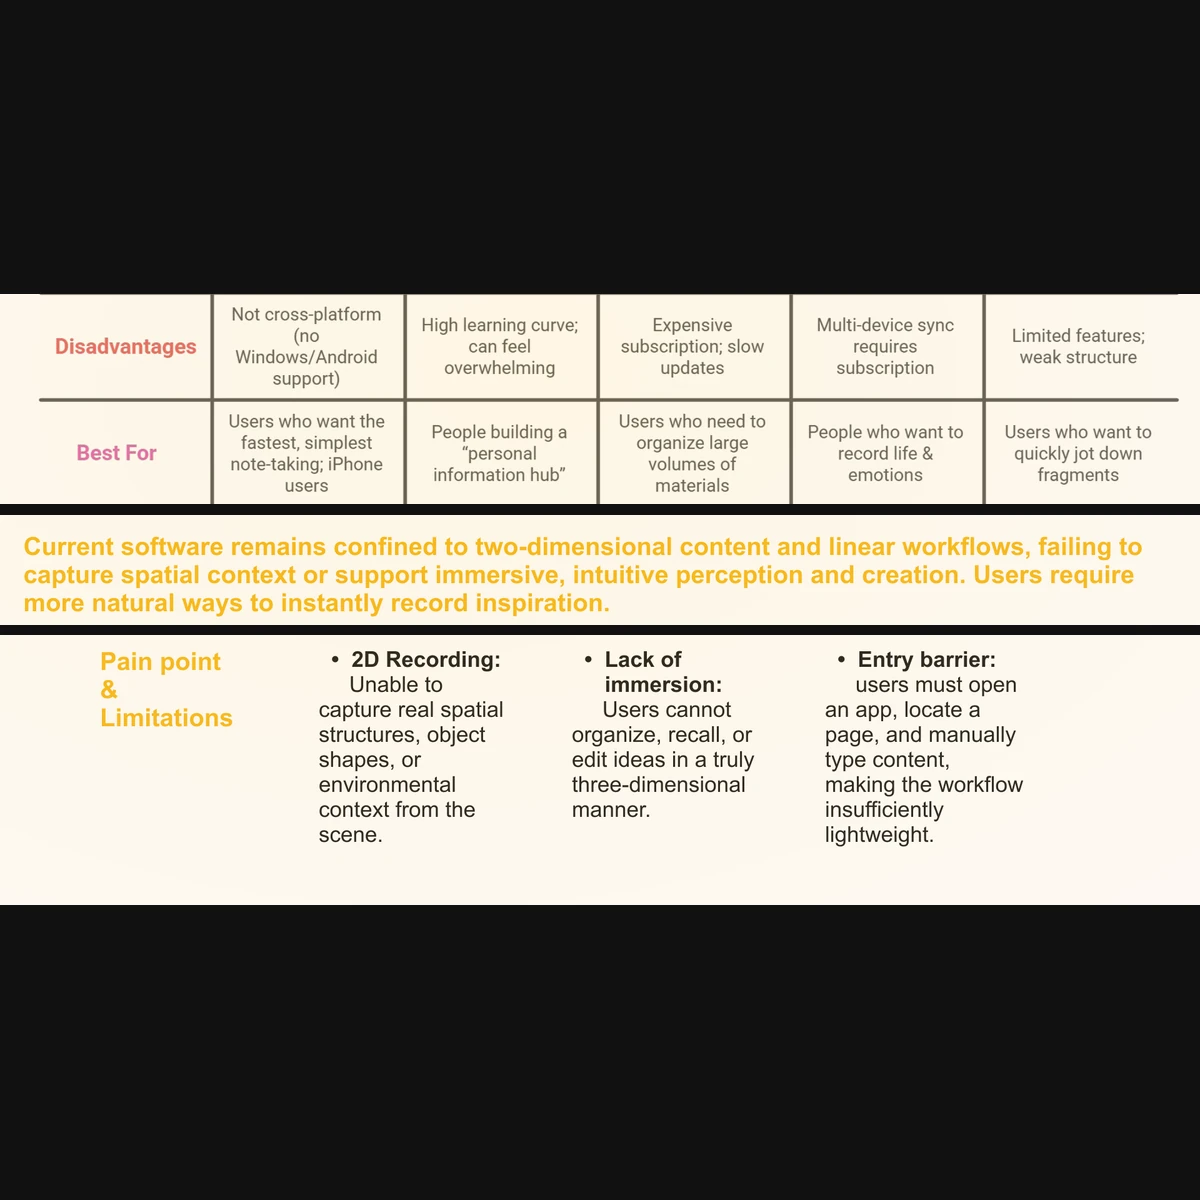 Disadvantages
Not cross-platform
(no
Windows/Android
support)
High learning curve;
can feel
overwhelming
Expensive
subscription; slow
updates
Multi-device sync
requires
subscription
Limited features;
weak structure
Best For
Users who want the
fastest, simplest
note-taking; iPhone
users
People building a
“personal
information hub”
Users who need to
organize large
volumes of
materials
People who want to
record life &
emotions
Users who want to
quickly jot down
fragments
Current software remains confined to two-dimensional content and linear workflows, failing to
capture spatial context or support immersive, intuitive perception and creation. Users require
more natural ways to instantly record inspiration.
Pain point
&
Limitations
• 2D Recording:
Unable to
capture real spatial
structures, object
shapes, or
environmental
context from the
scene.
• Lack of
immersion:
Users cannot
organize, recall, or
edit ideas in a truly
three-dimensional
manner.
• Entry barrier:
users must open
an app, locate a
page, and manually
type content,
making the workflow
insufficiently
lightweight.